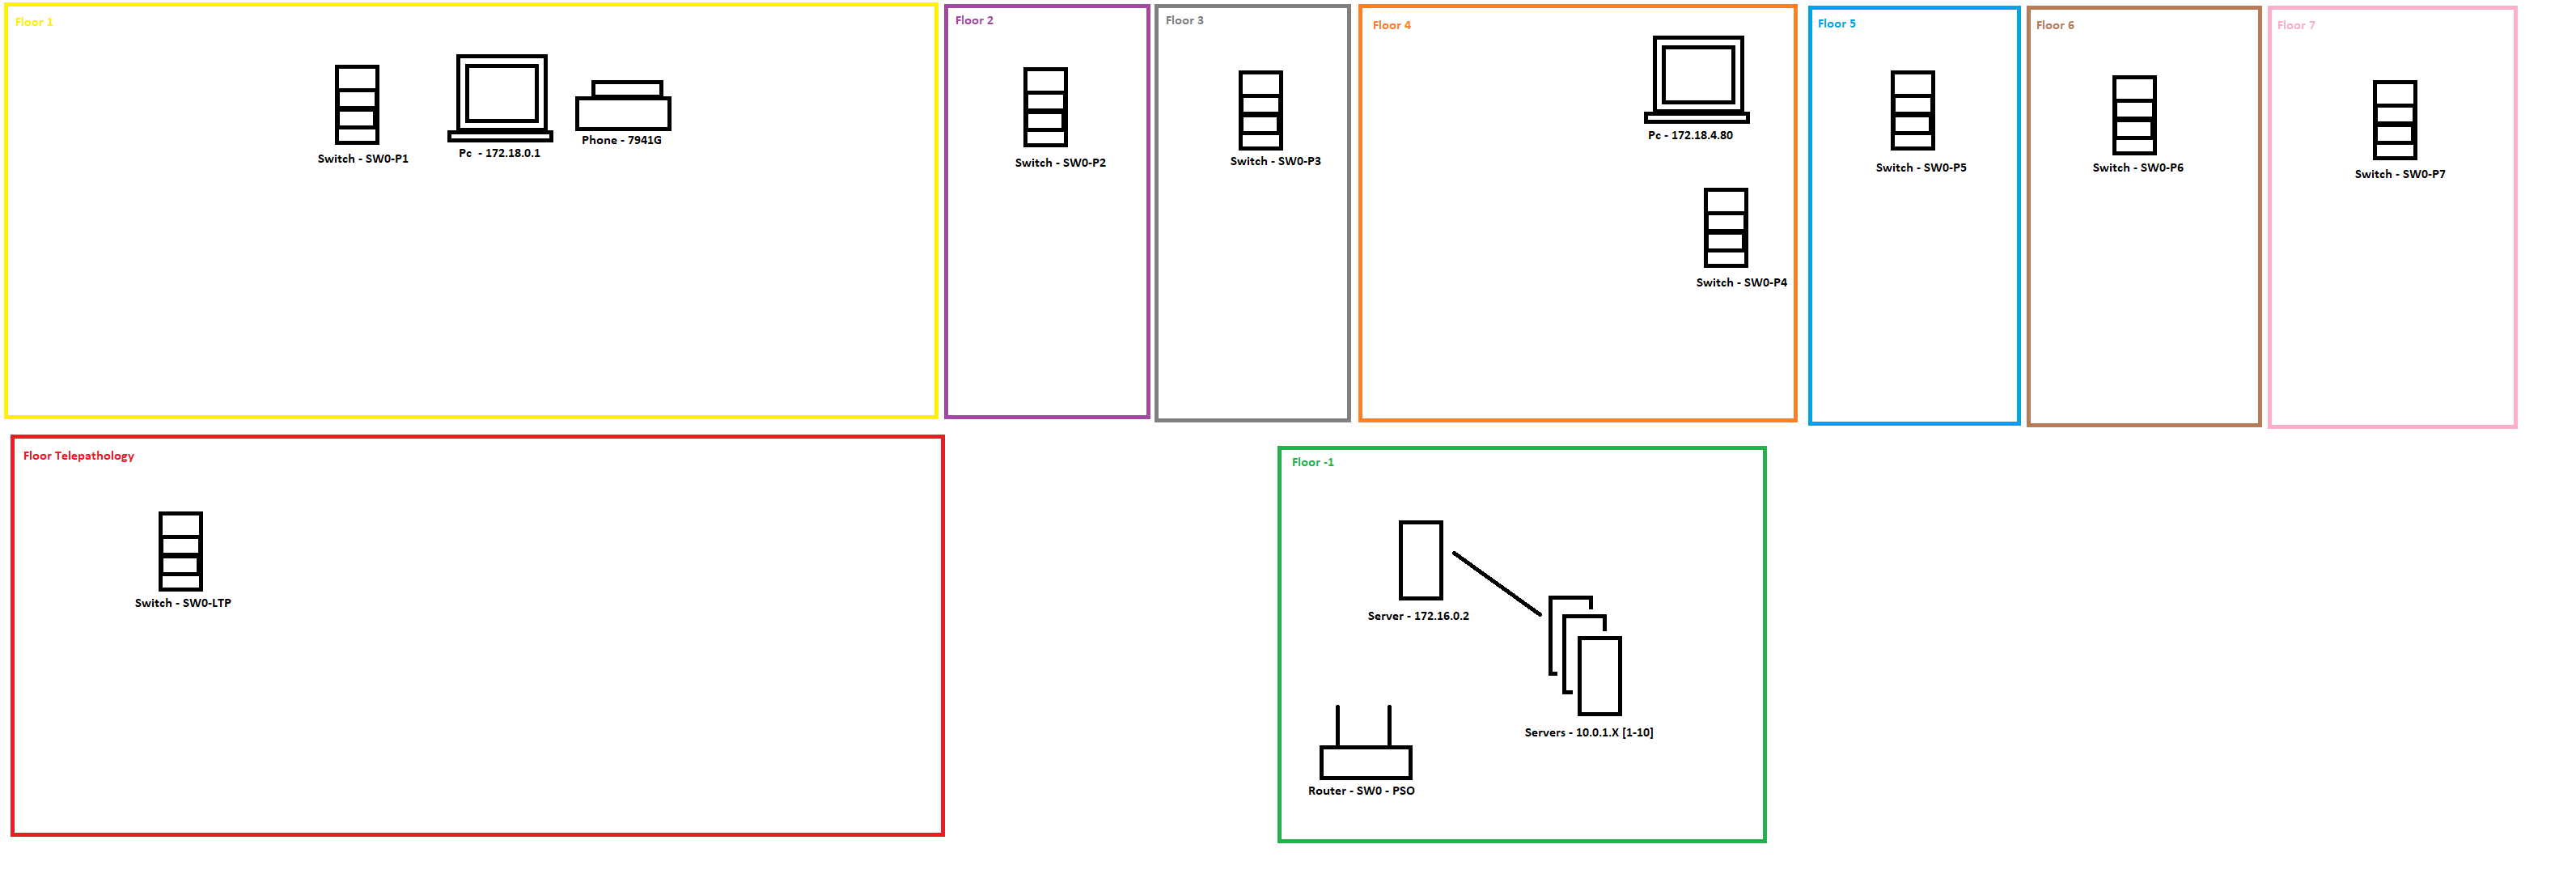 Floor 1
Switch - SW0-P1
Pc  - 172.18.0.1
Phone - 7941G
Floor 2
Switch - SW0-P2
Floor 3
Switch - SW0-P3
Floor 4
Pc - 172.18.4.80
Switch - SW0-P4
Floor 5
Switch - SW0-P5
Floor 6
Switch - SW0-P6
Floor 7
Switch - SW0-P7
Floor Telepathology
Switch - SW0-LTP
Floor -1
Server - 172.16.0.2
Servers - 10.0.1.X [1-10]
Router - SW0 - PSO